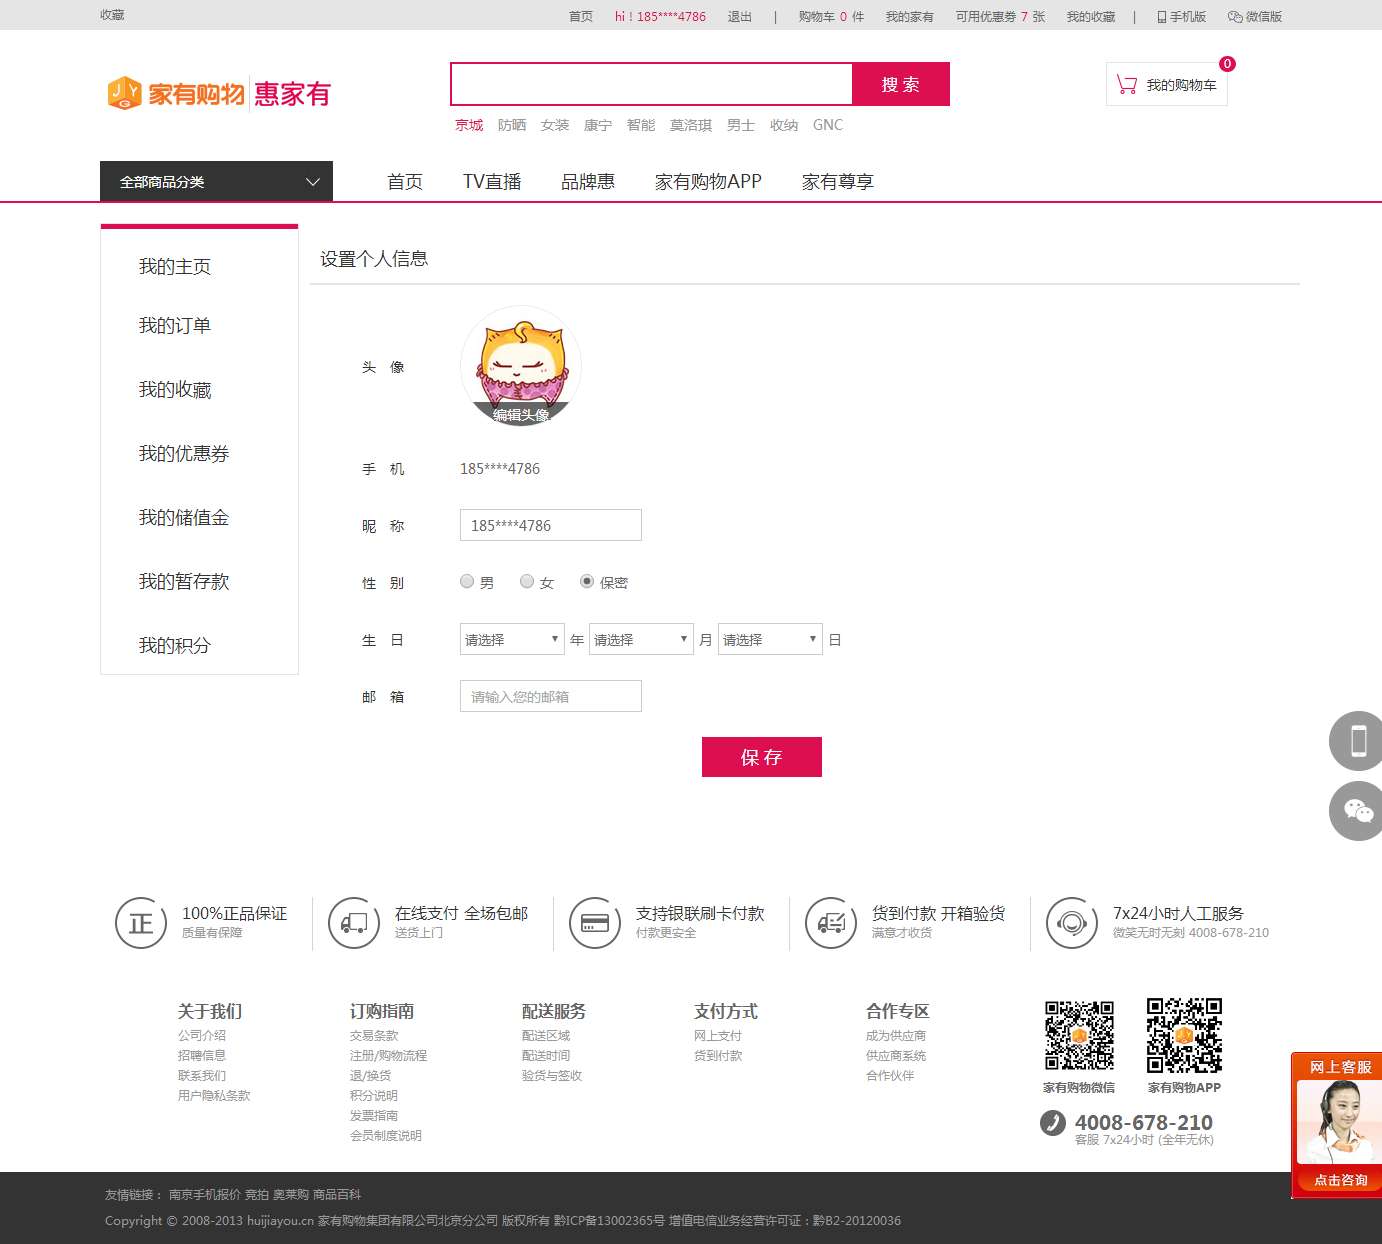 收藏
首页 hi！185****4786 退出 | 购物车 0 件 我的家有 可用优惠券 7 张 我的收藏 | 手机版 微信版
JYG 家有购物 惠家有
搜 索
0
我的购物车
京城 防晒 女装 康宁 智能 莫洛琪 男士 收纳 GNC
全部商品分类 首页 TV直播 品牌惠 家有购物APP 家有尊享
我的主页
我的订单
我的收藏
我的优惠券
我的储值金
我的暂存款
我的积分
设置个人信息
头 像
编辑头像
手 机 185****4786
昵 称 185****4786
性 别 男 女 保密
生 日 请选择 年 请选择 月 请选择 日
邮 箱 请输入您的邮箱
保 存
正
100%正品保证
质量有保障
在线支付 全场包邮
送货上门
支持银联刷卡付款
付款更安全
货到付款 开箱验货
满意才收货
7x24小时人工服务
微笑无时无刻 4008-678-210
关于我们
公司介绍
招聘信息
联系我们
用户隐私条款
订购指南
交易条款
注册/购物流程
退/换货
积分说明
发票指南
会员制度说明
配送服务
配送区域
配送时间
验货与签收
支付方式
网上支付
货到付款
合作专区
成为供应商
供应商系统
合作伙伴
家有购物微信 家有购物APP
4008-678-210
客服 7x24小时 (全年无休)
网上客服
点击咨询
友情链接： 南京手机报价 竞拍 奥莱购 商品百科
Copyright © 2008-2013 huijiayou.cn 家有购物集团有限公司北京分公司 版权所有 黔ICP备13002365号 增值电信业务经营许可证：黔B2-20120036